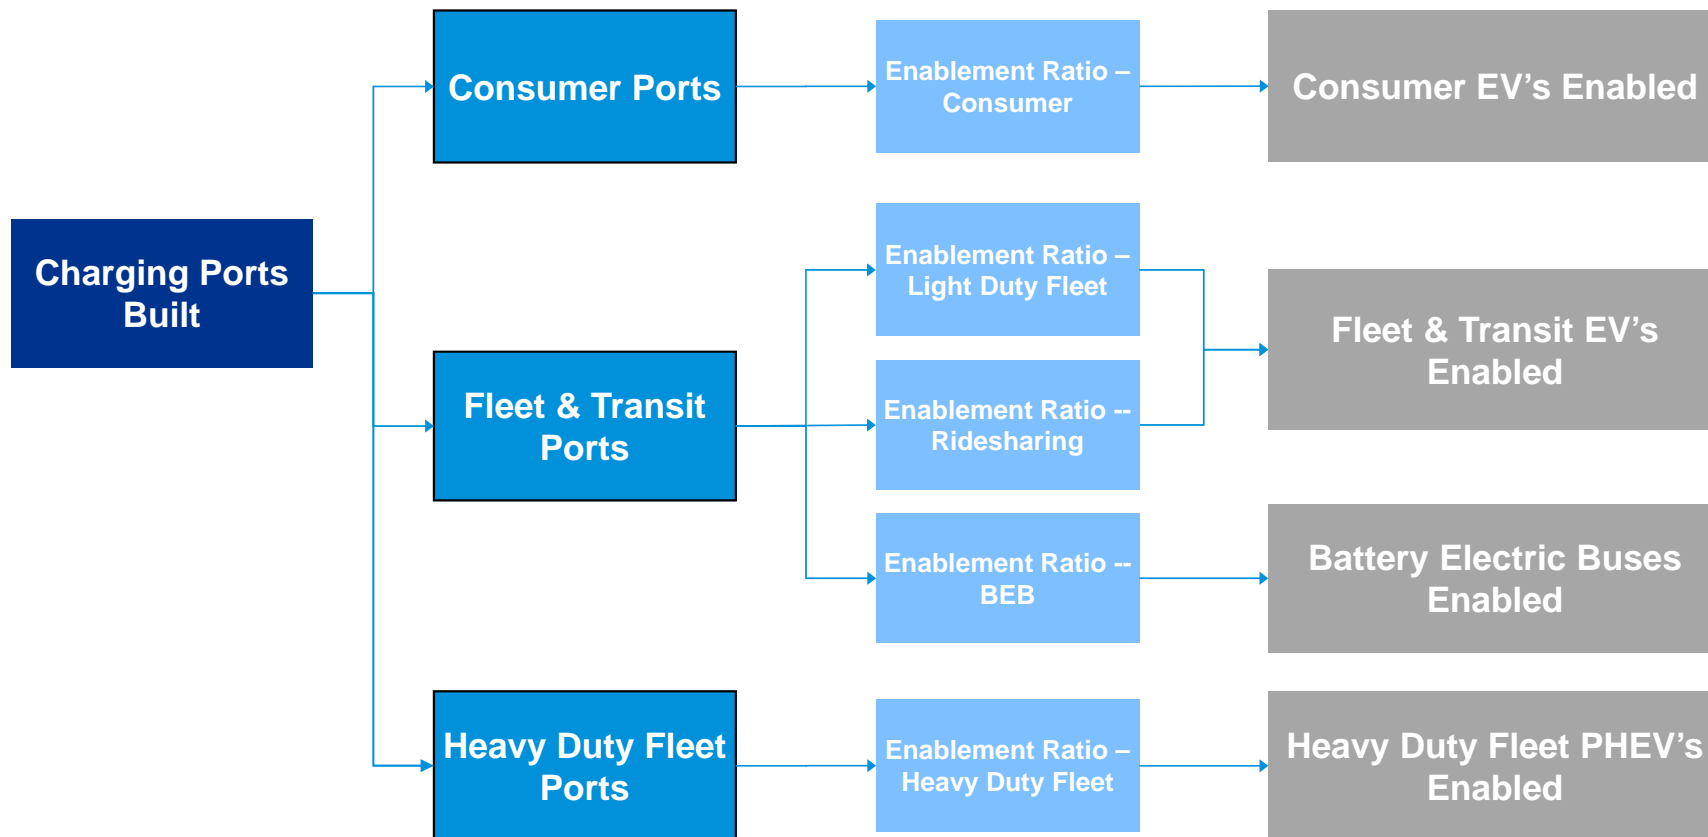 Consumer Ports
Enablement Ratio –
Consumer
Consumer EV’s Enabled
Charging Ports
Built
Fleet & Transit
Ports
Enablement Ratio –
Light Duty Fleet
Enablement Ratio --
Ridesharing
Fleet & Transit EV’s
Enabled
Enablement Ratio --
BEB
Battery Electric Buses
Enabled
Heavy Duty Fleet
Ports
Enablement Ratio –
Heavy Duty Fleet
Heavy Duty Fleet PHEV’s
Enabled